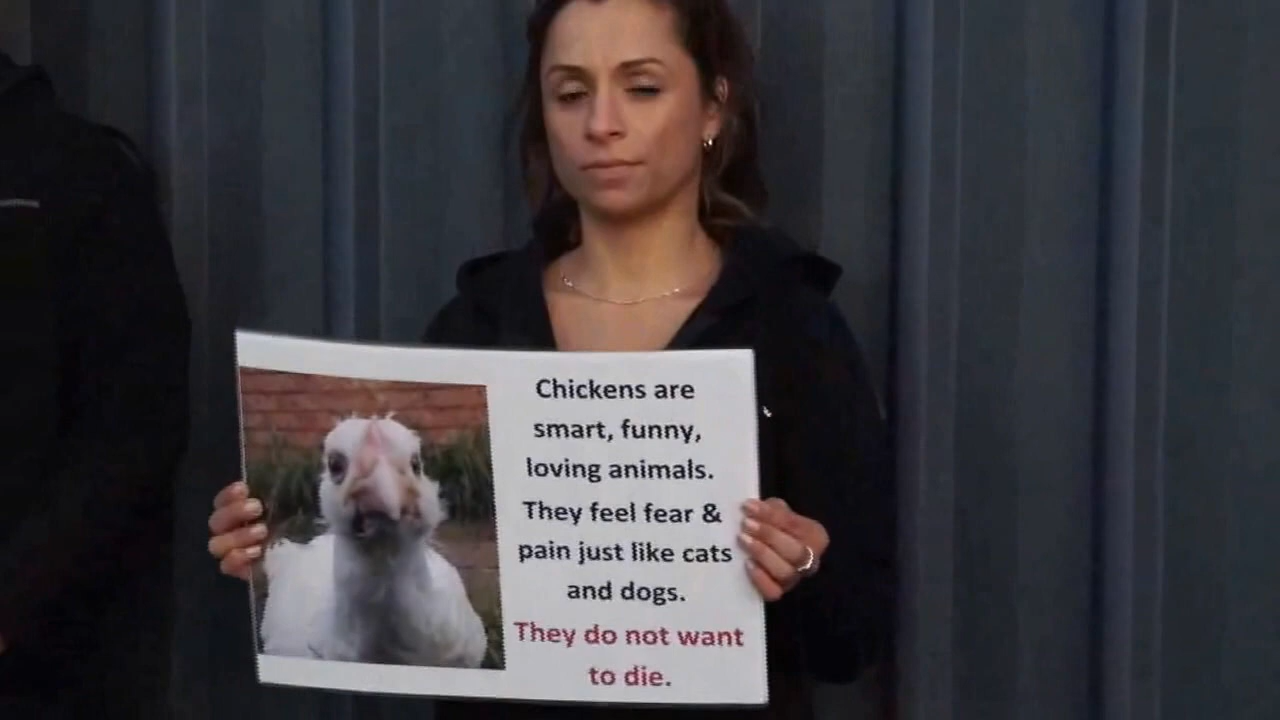 Chickens are
smart, funny,
loving animals.
They feel fear &
pain just like cats
and dogs.
They do not want
to die.